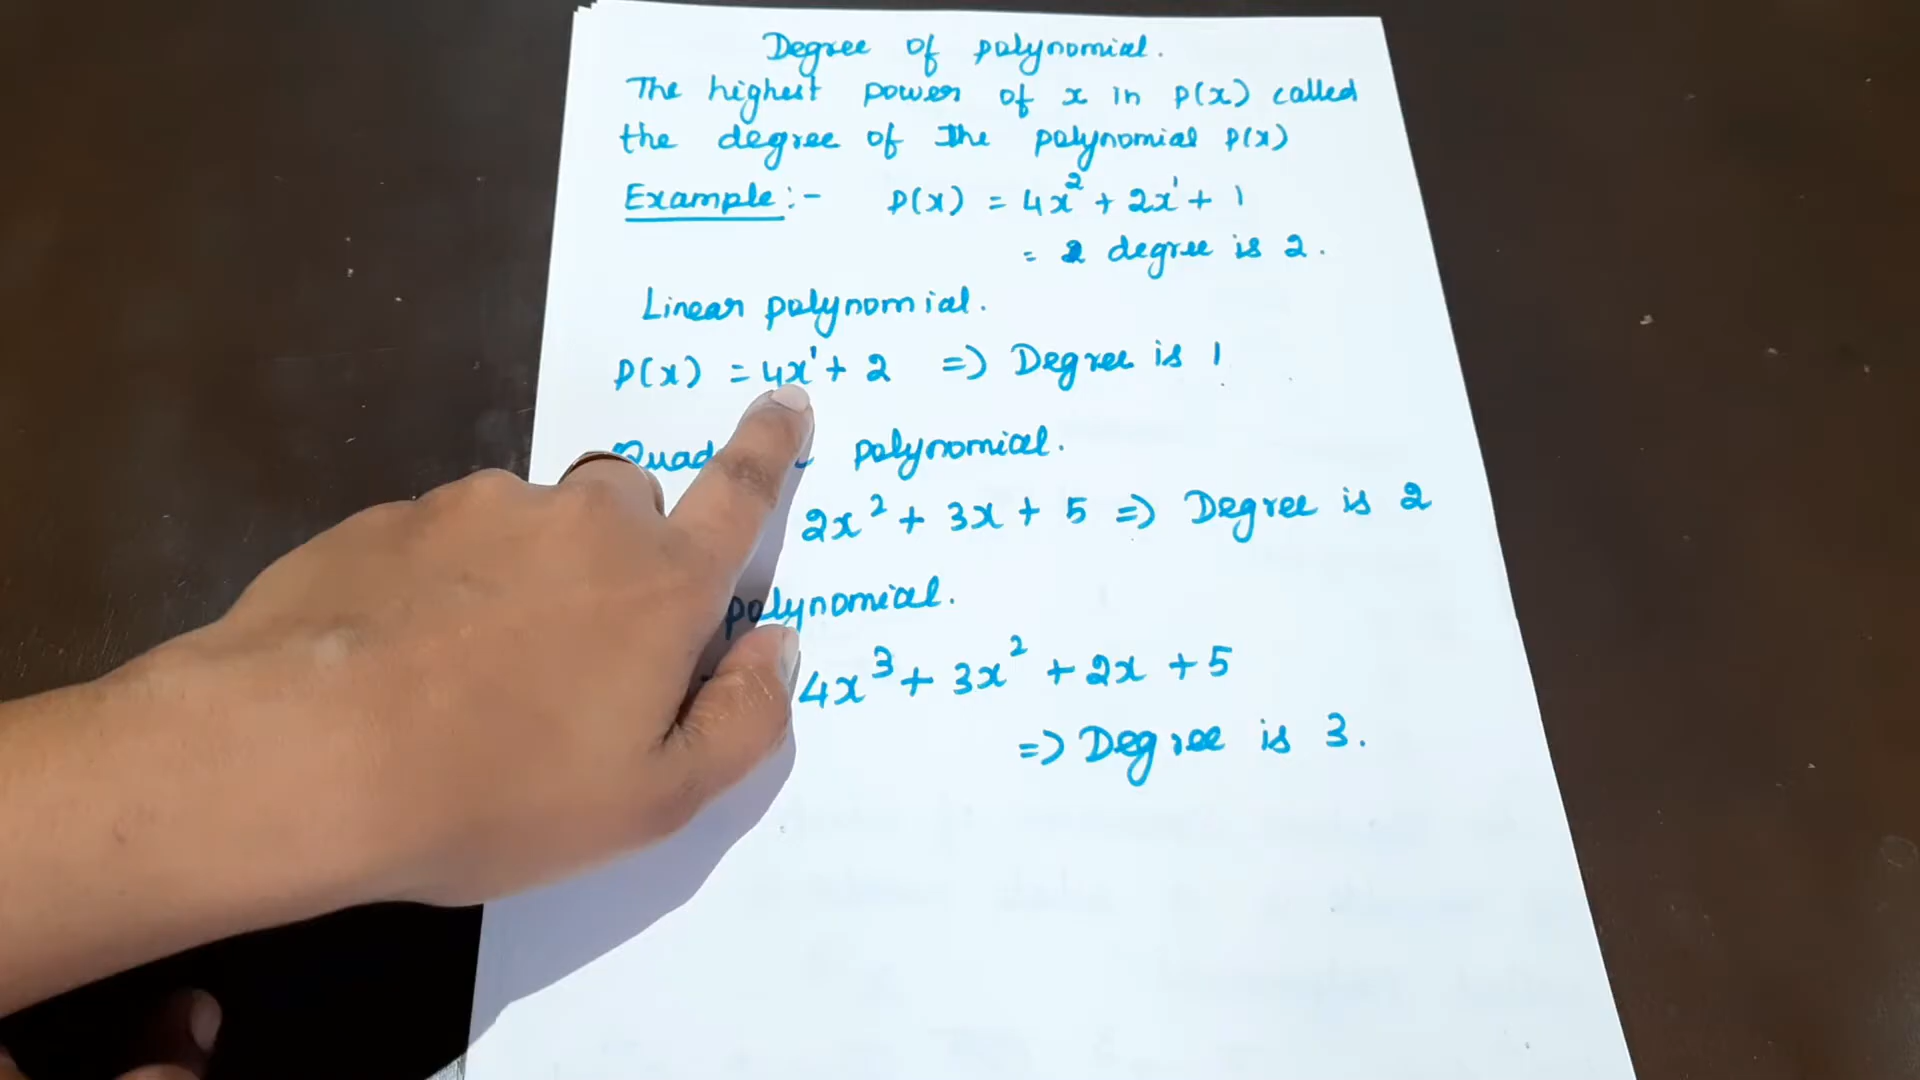 Degree of polynomial.
The highest power of x in P(x) called
the degree of the polynomial P(x)
Example:- P(x) = 4x² + 2x¹ + 1
= 2 degree is 2.
Linear polynomial.
P(x) = 4x¹ + 2 => Degree is 1
polynomial.
2x² + 3x + 5 => Degree is 2
polynomial.
4x³ + 3x² + 2x + 5
=> Degree is 3.